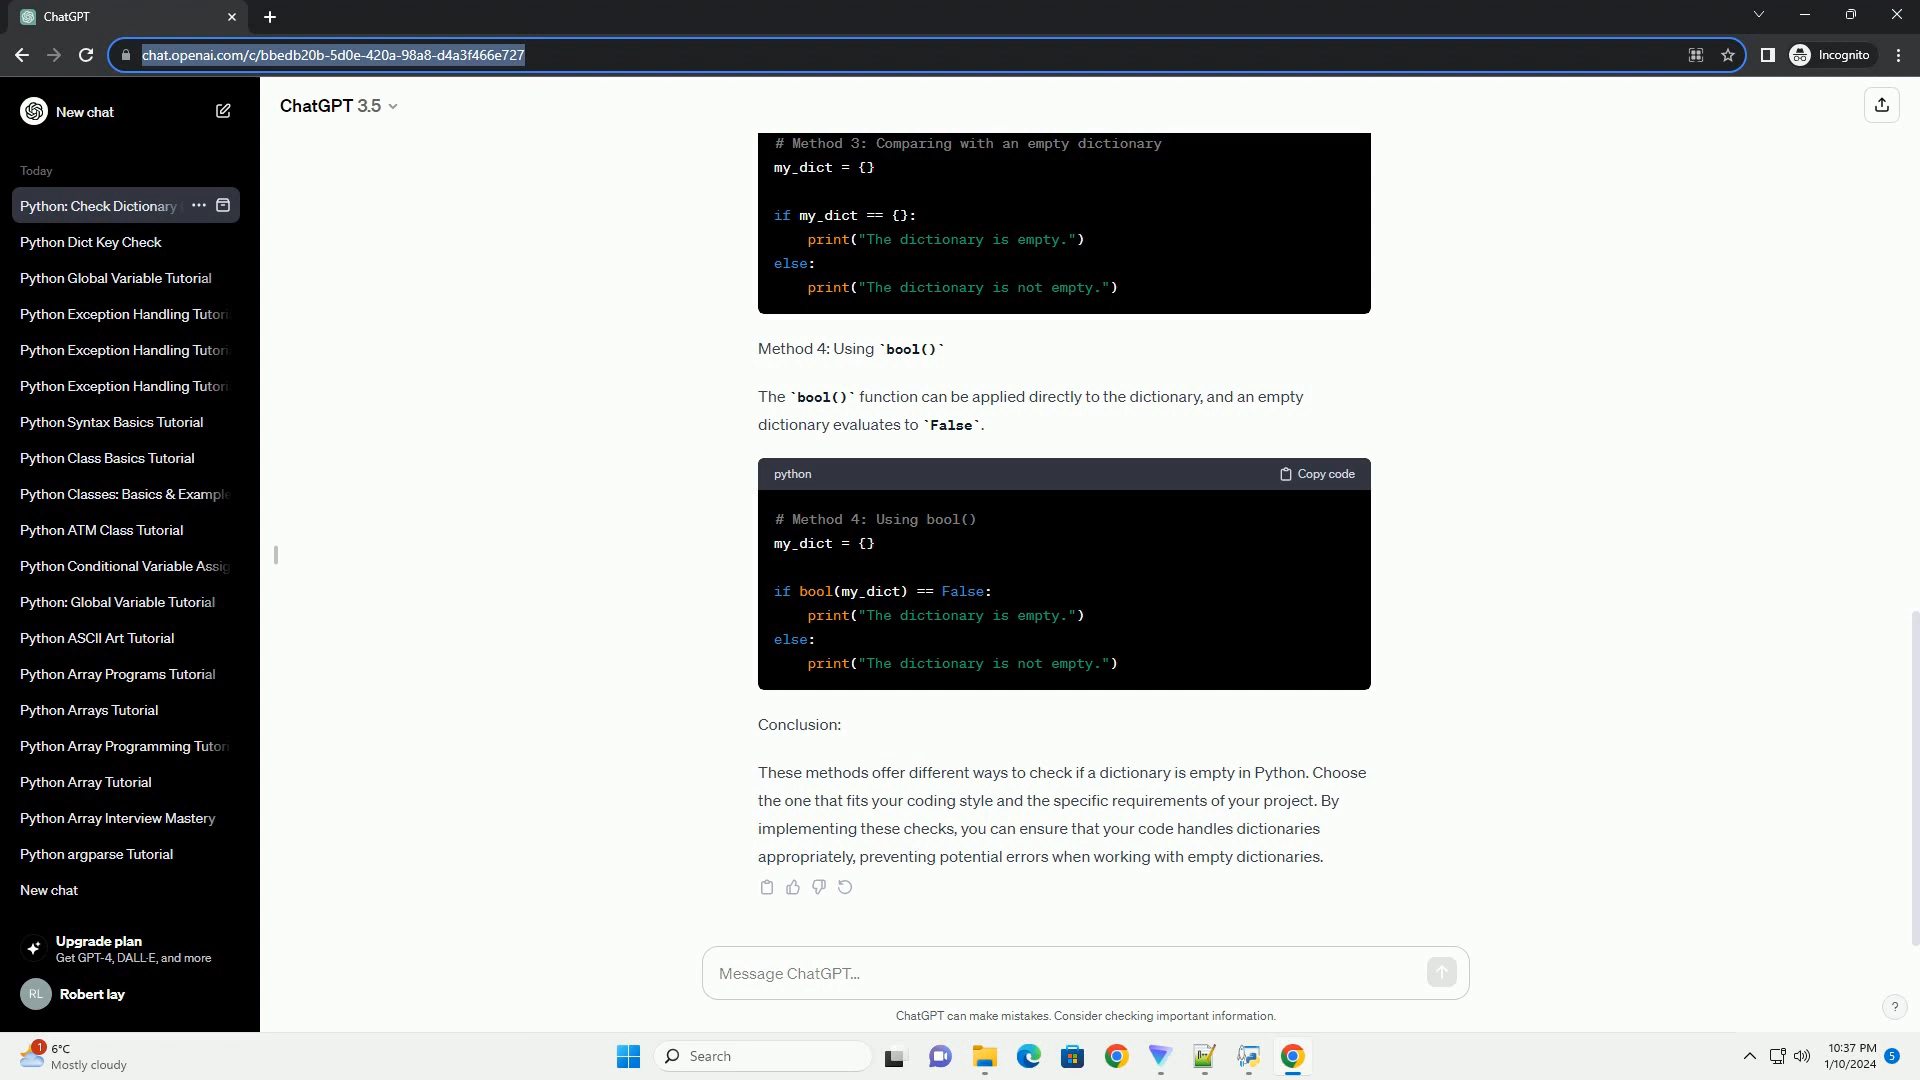 ChatGPT
chat.openai.com/c/bbedb20b-5d0e-420a-98a8-d4a3f466e727
Incognito
New chat
Today
Python: Check Dictionary
Python Dict Key Check
Python Global Variable Tutorial
Python Exception Handling Tutori
Python Exception Handling Tutori
Python Exception Handling Tutori
Python Syntax Basics Tutorial
Python Class Basics Tutorial
Python Classes: Basics & Example
Python ATM Class Tutorial
Python Conditional Variable Assig
Python: Global Variable Tutorial
Python ASCII Art Tutorial
Python Array Programs Tutorial
Python Arrays Tutorial
Python Array Programming Tutori
Python Array Tutorial
Python Array Interview Mastery
Python argparse Tutorial
New chat
Upgrade plan
Get GPT-4, DALL·E, and more
RL
Robert lay
ChatGPT 3.5
# Method 3: Comparing with an empty dictionary
my_dict = {}
if my_dict == {}:
print("The dictionary is empty.")
else:
print("The dictionary is not empty.")
Method 4: Using `bool()`
The `bool()` function can be applied directly to the dictionary, and an empty
dictionary evaluates to `False`.
python
Copy code
# Method 4: Using bool()
my_dict = {}
if bool(my_dict) == False:
print("The dictionary is empty.")
else:
print("The dictionary is not empty.")
Conclusion:
These methods offer different ways to check if a dictionary is empty in Python. Choose
the one that fits your coding style and the specific requirements of your project. By
implementing these checks, you can ensure that your code handles dictionaries
appropriately, preventing potential errors when working with empty dictionaries.
Message ChatGPT...
ChatGPT can make mistakes. Consider checking important information.
?
1
6°C
Mostly cloudy
Search
10:37 PM
1/10/2024
5